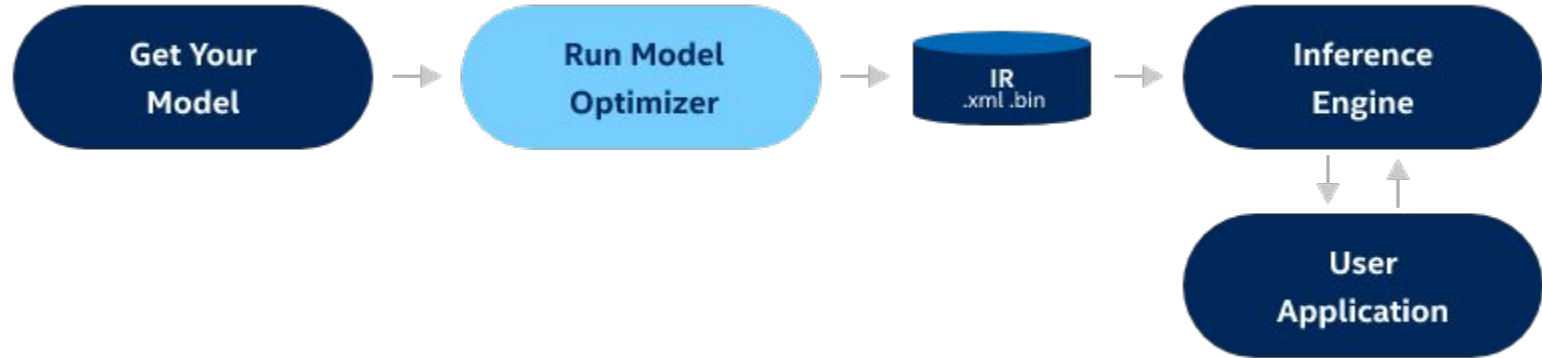 Get Your
Model
Run Model
Optimizer
IR
.xml .bin
Inference
Engine
User
Application